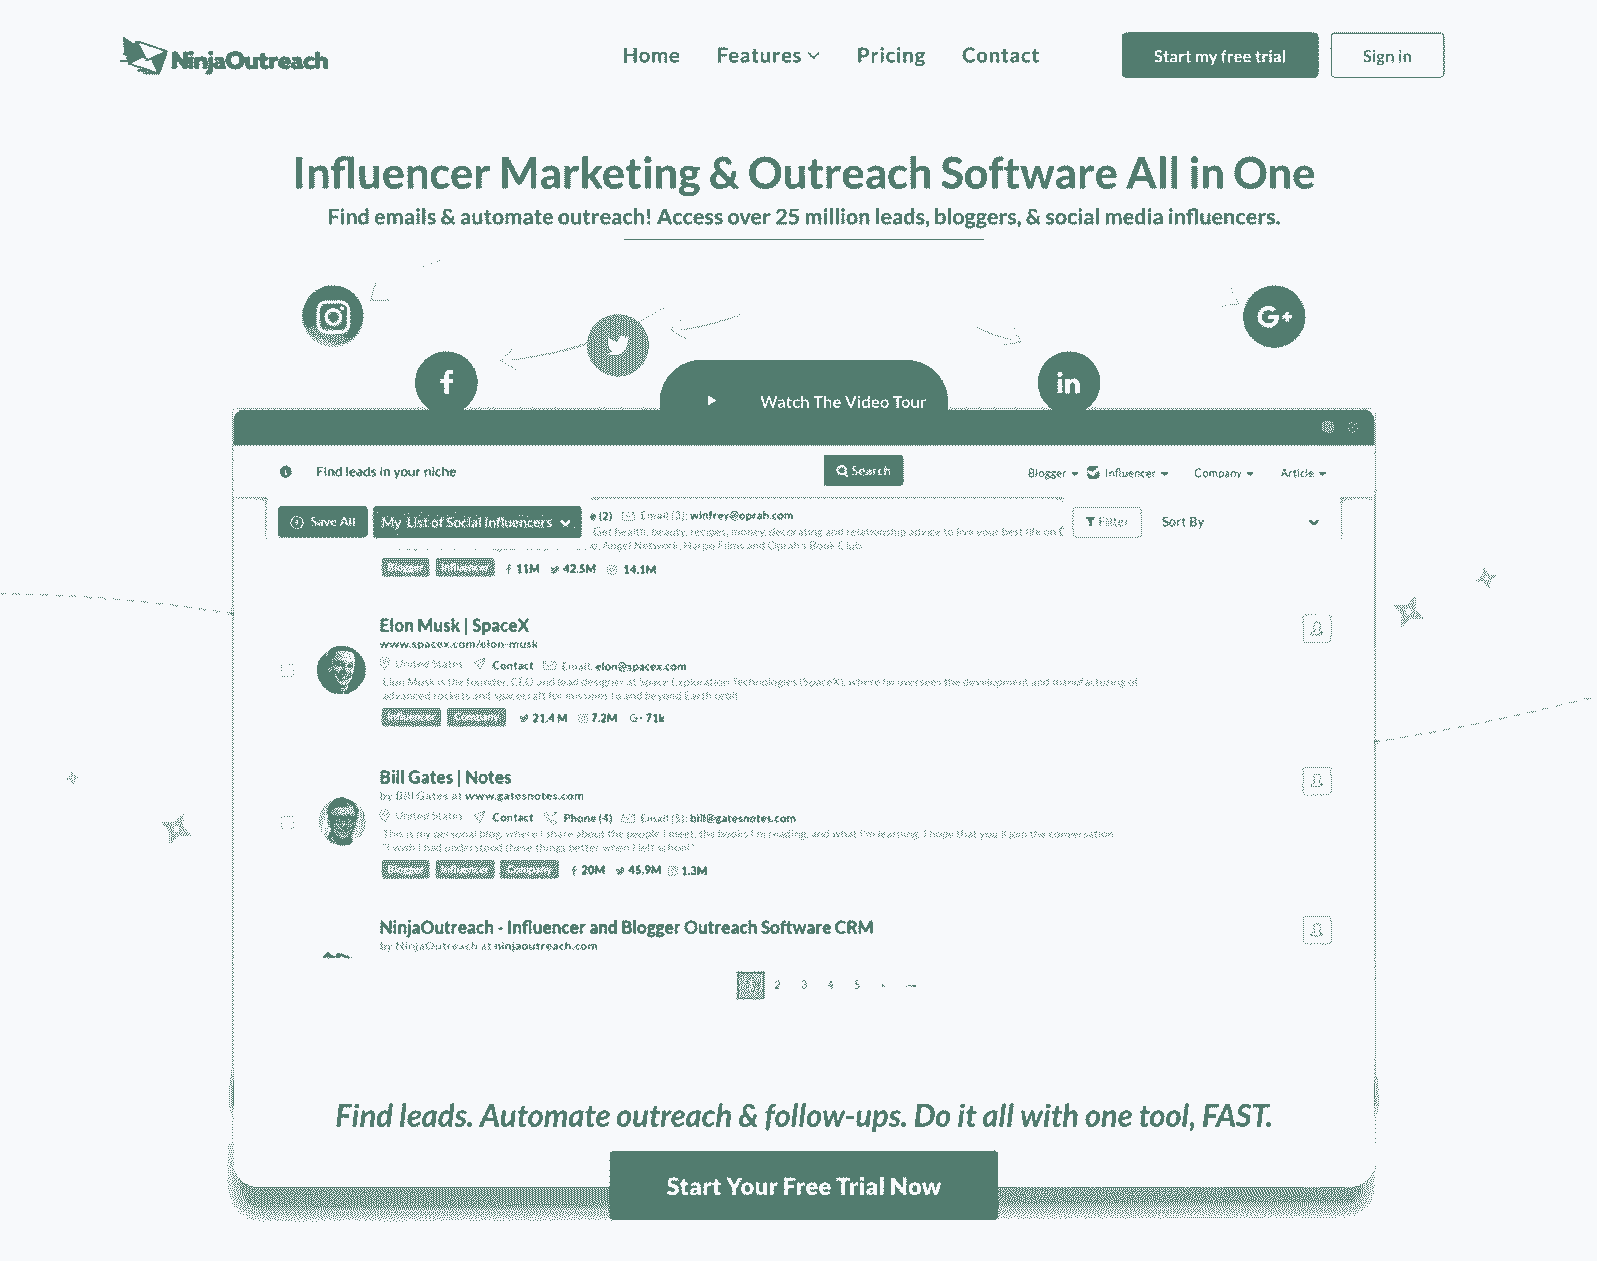 NinjaOutreach
Home Features Pricing Contact Start my free trial Sign in
Influencer Marketing & Outreach Software All in One
Find emails & automate outreach! Access over 25 million leads, bloggers, & social media influencers.
Watch The Video Tour
Find leads in your niche Search Blogger Influencer Company Article
Save All My List of Social Influencers e (2) Email (3): winfrey@oprah.com Filter Sort By
Get health, beauty, recipes, money, decorating and relationship advice to live your best life on
o, Angel Network, Harpo Films and Oprah's Book Club.
Blogger Influencer 11M 42.5M 14.1M
Elon Musk | SpaceX
www.spacex.com/elon-musk
United States Contact Email: elon@spacex.com
Elon Musk is the founder, CEO and lead designer at Space Exploration Technologies (SpaceX), where he oversees the development and manufacturing of
advanced rockets and spacecraft for missions to and beyond Earth orbit
Influencer Company 21.4 M 7.2M G+ 71k
Bill Gates | Notes
by Bill Gates at www.gatesnotes.com
United States Contact Phone (4) Email (5): bill@gatesnotes.com
This is my personal blog, where I share about the people I meet, the books I'm reading, and what I'm learning. I hope that you'll join the conversation.
"I wish I had understood these things better when I left school"
Blogger Influencer Company 20M 45.9M 1.3M
NinjaOutreach - Influencer and Blogger Outreach Software CRM
by NinjaOutreach at ninjaoutreach.com
1 2 3 4 5
Find leads. Automate outreach & follow-ups. Do it all with one tool, FAST.
Start Your Free Trial Now